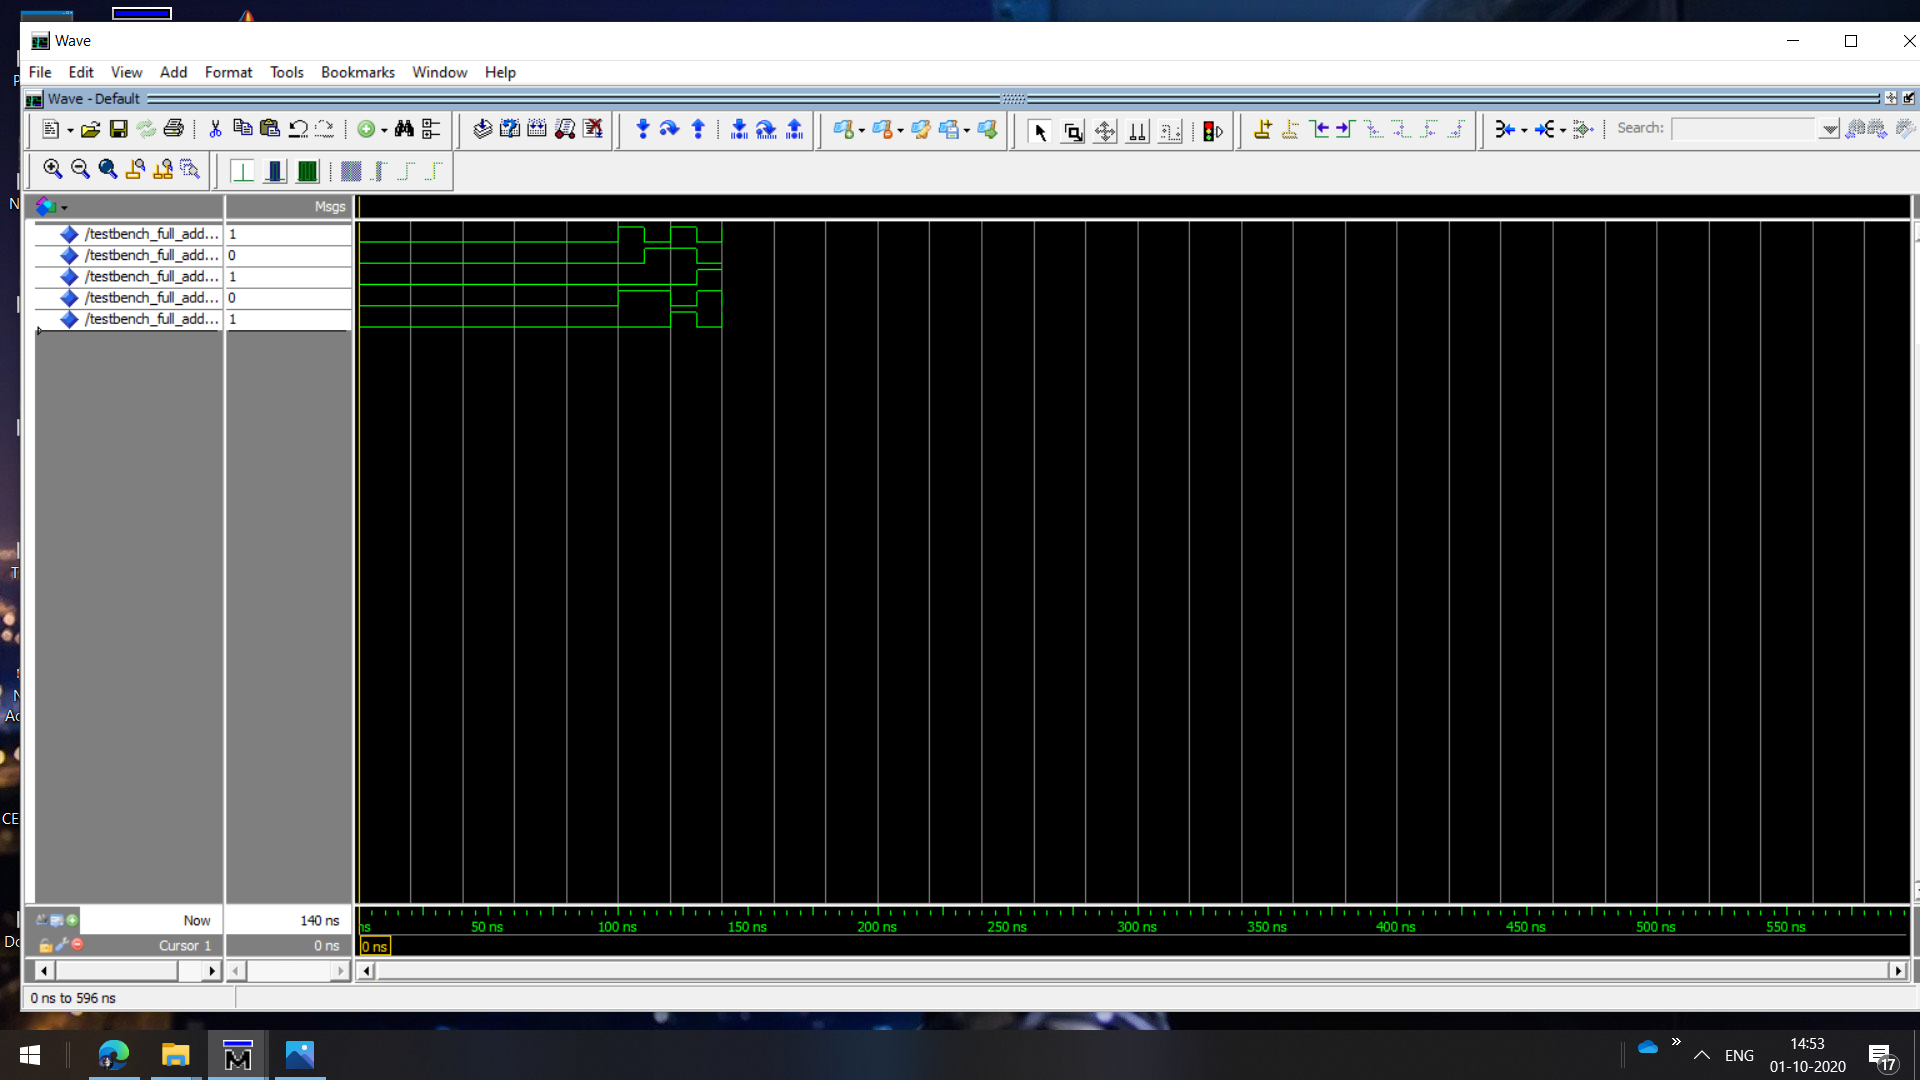 Wave
File Edit View Add Format Tools Bookmarks Window Help
Wave - Default
Search:
Msgs
/testbench_full_add... 1
/testbench_full_add... 0
/testbench_full_add... 1
/testbench_full_add... 0
/testbench_full_add... 1
Now 140 ns
ns 50 ns 100 ns 150 ns 200 ns 250 ns 300 ns 350 ns 400 ns 450 ns 500 ns 550 ns
Cursor 1 0 ns
0 ns
0 ns to 596 ns
P
N
T
N
Ac
CE
Do
M
ENG
14:53
01-10-2020
17